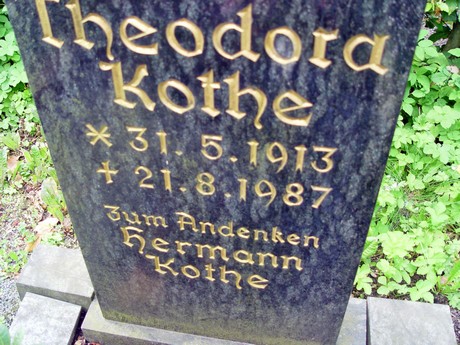 Theodora
Kothe
* 31. 5. 1913
† 21. 8. 1987
Zum Andenken
Hermann
Kothe